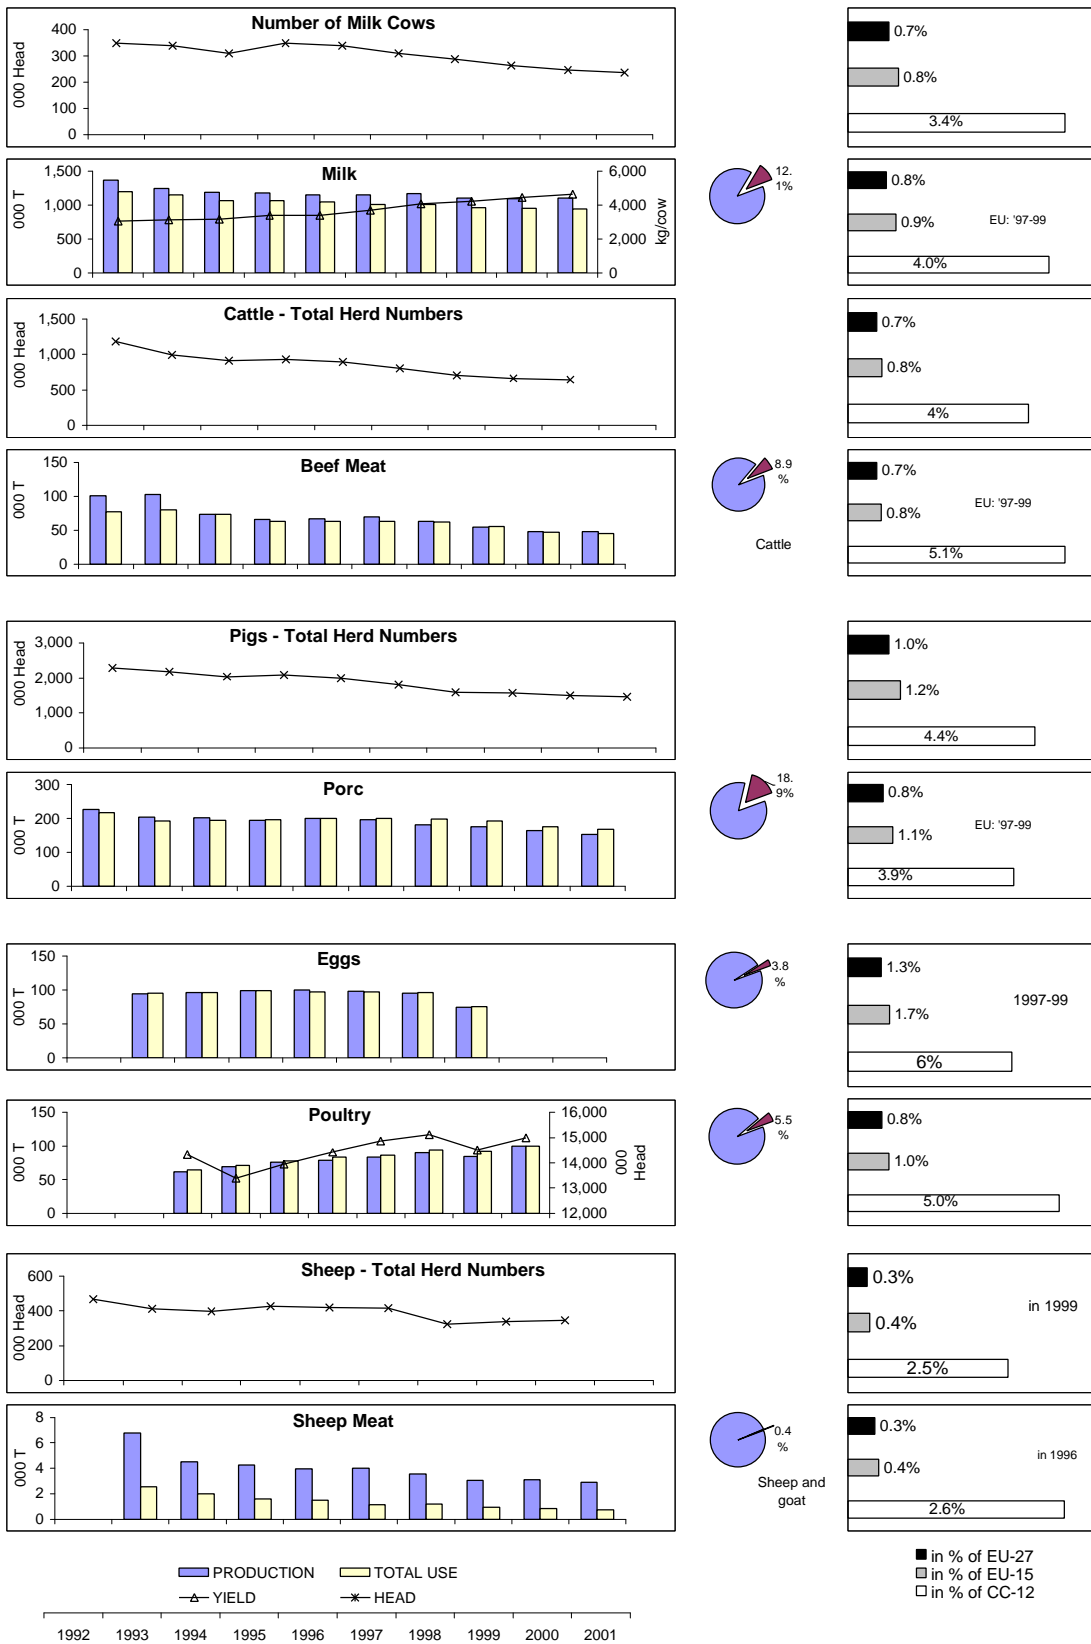 Number of Milk Cows
000 Head
400
300
200
100
0
0.7%
0.8%
3.4%
Milk
000 T
1,500
1,000
500
0
6,000
4,000
2,000
0
kg/cow
12.
1%
0.8%
0.9%
EU: '97-99
4.0%
Cattle - Total Herd Numbers
000 Head
1,500
1,000
500
0
0.7%
0.8%
4%
Beef Meat
000 T
150
100
50
0
8.9
%
Cattle
0.7%
0.8%
EU: '97-99
5.1%
Pigs - Total Herd Numbers
000 Head
3,000
2,000
1,000
0
1.0%
1.2%
4.4%
Porc
000 T
300
200
100
0
18.
9%
0.8%
1.1%
EU: '97-99
3.9%
Eggs
000 T
150
100
50
0
3.8
%
1.3%
1.7%
1997-99
6%
Poultry
000 T
150
100
50
0
16,000
15,000
14,000
13,000
12,000
000
Head
5.5
%
0.8%
1.0%
5.0%
Sheep - Total Herd Numbers
000 Head
600
400
200
0
0.3%
0.4%
in 1999
2.5%
Sheep Meat
000 T
8
6
4
2
0
0.4
%
Sheep and
goat
0.3%
0.4%
in 1996
2.6%
PRODUCTION TOTAL USE
YIELD HEAD
in % of EU-27
in % of EU-15
in % of CC-12
1992 1993 1994 1995 1996 1997 1998 1999 2000 2001